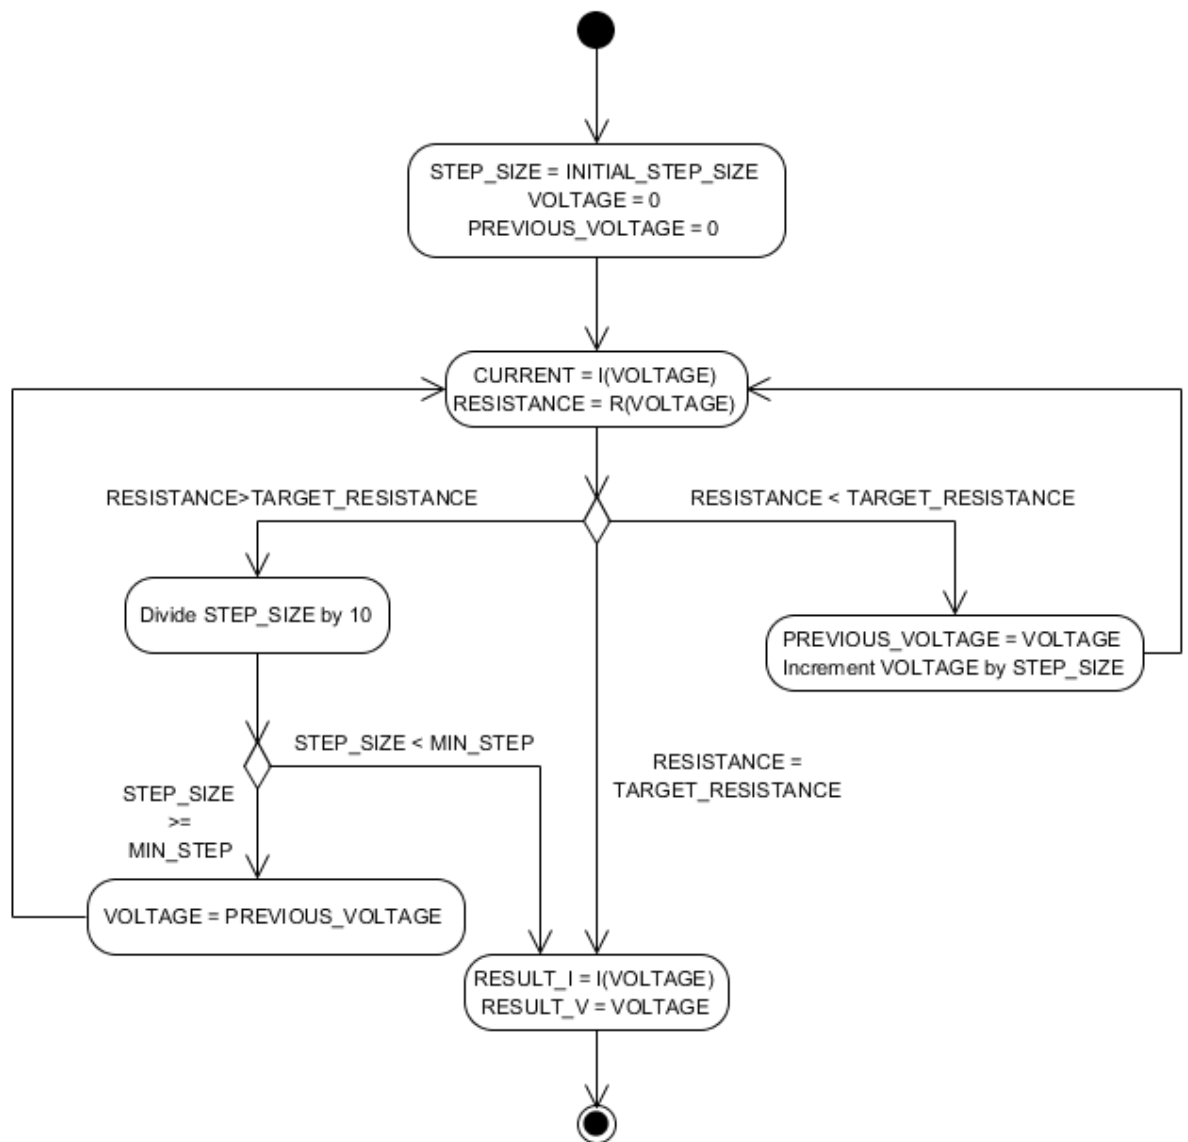 STEP_SIZE = INITIAL_STEP_SIZE
VOLTAGE = 0
PREVIOUS_VOLTAGE = 0
CURRENT = I(VOLTAGE)
RESISTANCE = R(VOLTAGE)
RESISTANCE>TARGET_RESISTANCE
RESISTANCE < TARGET_RESISTANCE
Divide STEP_SIZE by 10
PREVIOUS_VOLTAGE = VOLTAGE
Increment VOLTAGE by STEP_SIZE
STEP_SIZE < MIN_STEP
RESISTANCE =
TARGET_RESISTANCE
STEP_SIZE
>=
MIN_STEP
VOLTAGE = PREVIOUS_VOLTAGE
RESULT_I = I(VOLTAGE)
RESULT_V = VOLTAGE